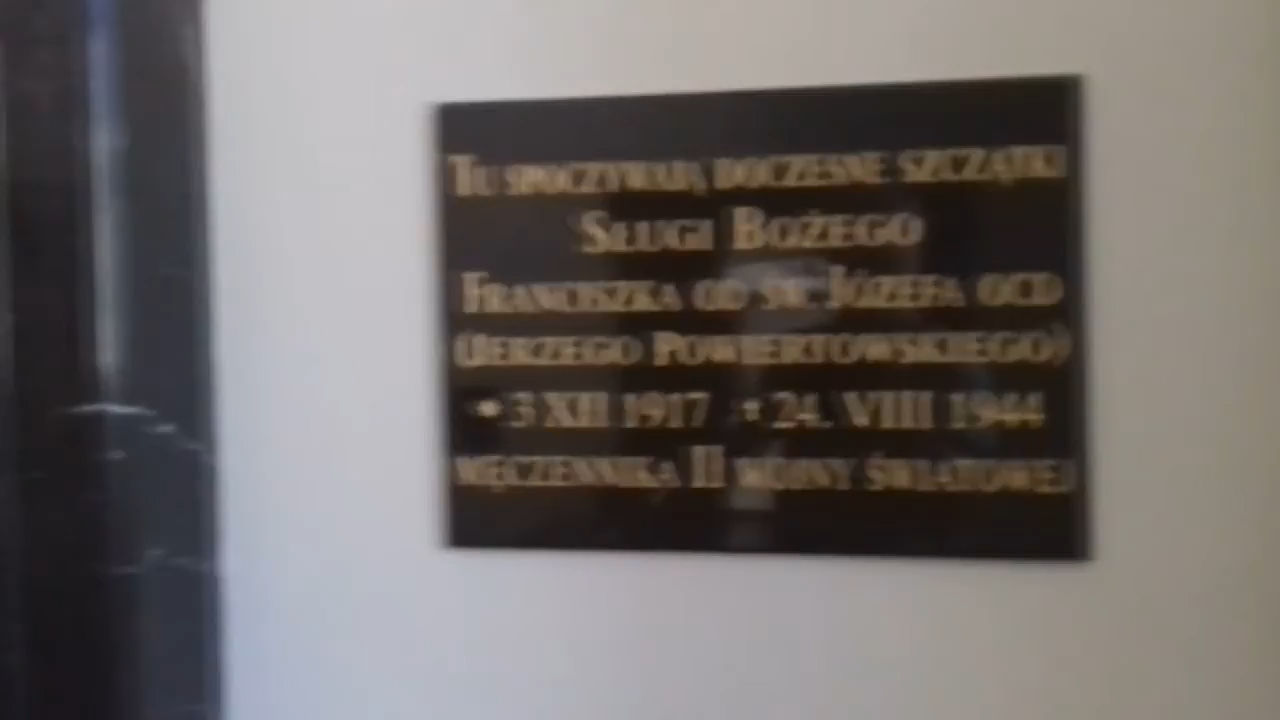 Tu spoczywają doczesne szczątki
Sługi Bożego
Franciszka od św. Józefa OCD
(Jerzego Powiertowskiego)
* 3 XII 1917 + 24. VIII 1944
męczennika II wojny światowej